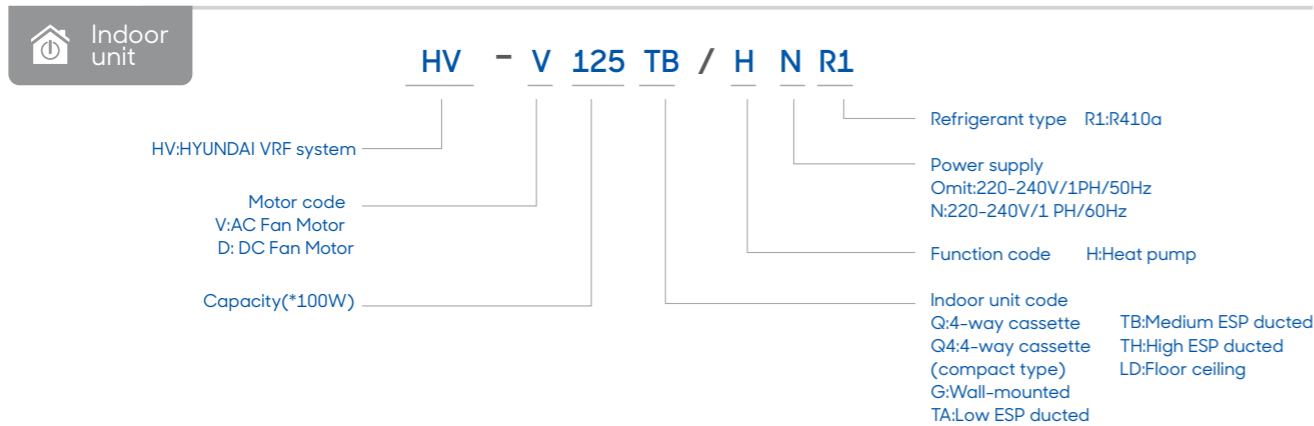 Indoor
unit
HV - V 125 TB / H N R1
HV:HYUNDAI VRF system
Motor code
V:AC Fan Motor
D: DC Fan Motor
Capacity(*100W)
Refrigerant type R1:R410a
Power supply
Omit:220-240V/1PH/50Hz
N:220-240V/1 PH/60Hz
Function code H:Heat pump
Indoor unit code
Q:4-way cassette TB:Medium ESP ducted
Q4:4-way cassette TH:High ESP ducted
(compact type) LD:Floor ceiling
G:Wall-mounted
TA:Low ESP ducted